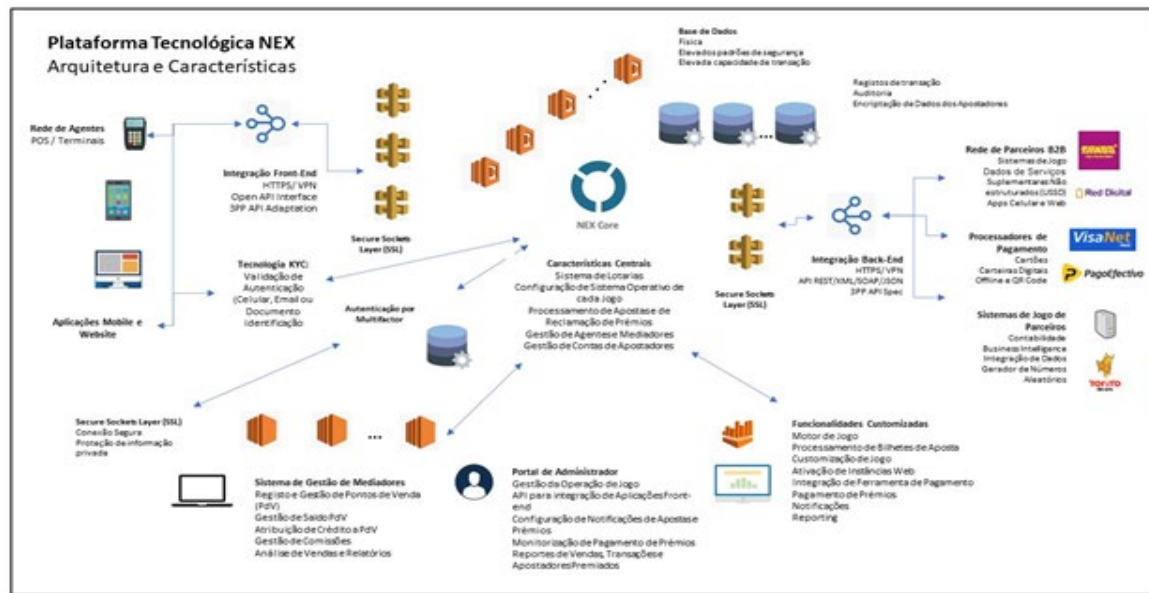 Plataforma Tecnológica NEX
Arquitetura e Características
Base de Dados
Física
Elevados padrões de segurança
Elevada capacidade de transação
Registos de transação
Auditoria
Encriptação de Dados dos Apostadores
Rede de Agentes
POS / Terminais
Integração Front-End
HTTPS/ VPN
Open API Interface
3PP API Adaptation
Secure Sockets
Layer (SSL)
Aplicações Mobile e
Website
Tecnologia KYC:
Validação de
Autenticação
(Celular, Email ou
Documento
Identificação)
Autenticação por
Multifactor
NEX Core
Características Centrais
Sistema de Lotarias
Configuração de Sistema Operativo de
cada Jogo
Processamento de Apostas e de
Reclamação de Prémios
Gestão de Agentes e Mediadores
Gestão de Contas de Apostadores
Secure Sockets
Layer (SSL)
Integração Back-End
HTTPS/ VPN
API REST/XML/SOAP/JSON
3PP API Spec
Rede de Parceiros B2B
Sistemas de Jogo
Dados de Serviços
Suplementares Não
estruturados (USSD)
Apps Celular e Web
Red Digital
Processadores de
Pagamento
Cartões
Carteiras Digitais
Offline e QR Code
VisaNet
PagoEfectivo
Sistemas de Jogo de
Parceiros
Contabilidade
Business Intelligence
Integração de Dados
Gerador de Números
Aleatórios
Secure Sockets Layer (SSL)
Conexão Segura
Proteção de informação
privada
Sistema de Gestão de Mediadores
Registo e Gestão de Pontos de Venda
(PdV)
Gestão de Saldo PdV
Atribuição de Crédito a PdV
Gestão de Comissões
Análise de Vendas e Relatórios
Portal de Administrador
Gestão da Operação de Jogo
API para integração de Aplicações Front-
end
Configuração de Notificações de Apostas e
Prémios
Monitorização de Pagamento de Prémios
Reportes de Vendas, Transações e
Apostadores Premiados
Funcionalidades Customizadas
Motor de Jogo
Processamento de Bilhetes de Aposta
Customização de Jogo
Ativação de Instâncias Web
Integração de Ferramenta de Pagamento
Pagamento de Prémios
Notificações
Reporting